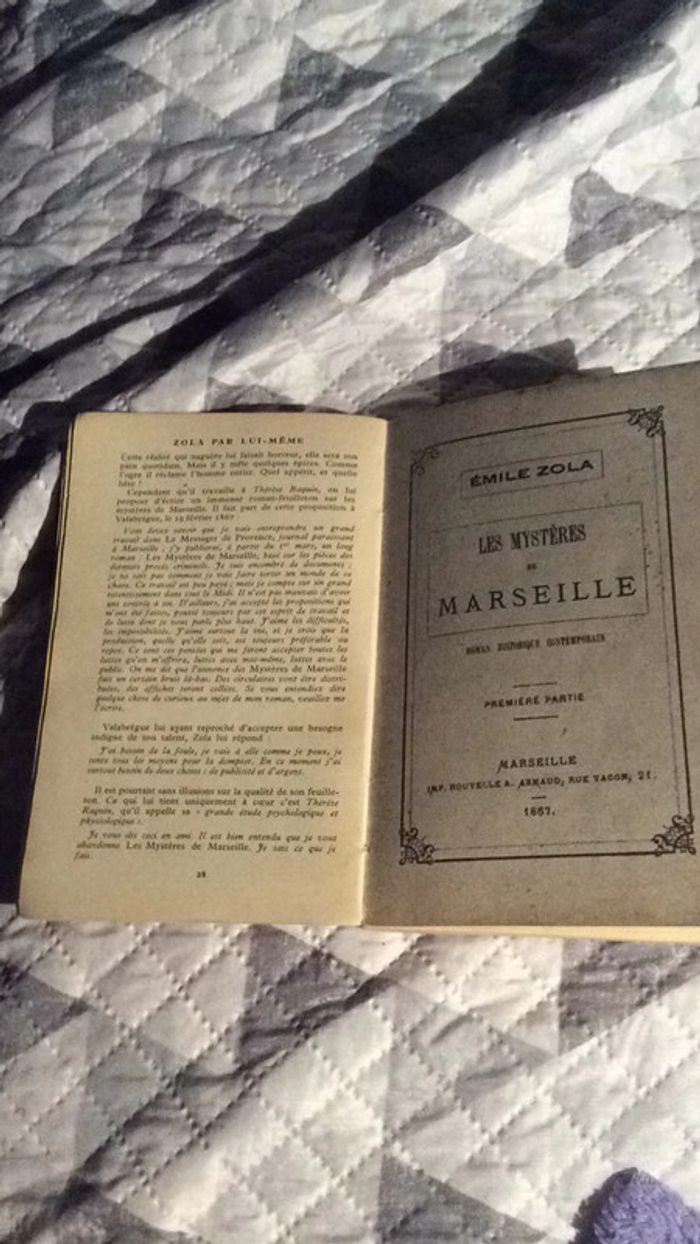 ZOLA PAR LUI-MÊME
Cette réalité qui naguère lui faisait horreur, elle sera son
pain quotidien. Mais il y mêle quelques épices. Comme
l'ogre il réclame l'homme entier. Quel appétit, et quelle
lyre !
Cependant qu'il travaille à Thérèse Raquin, on lui
propose d'écrire un immense roman-feuilleton sur les
mystères de Marseille. Il fait part de cette proposition à
Valabrègue, le 19 février 1867 :
Vous devez savoir que je vais entreprendre un grand
travail dans Le Messager de Provence, journal paraissant
à Marseille ; j'y publierai, à partir du 1er mars, un long
roman : Les Mystères de Marseille, basé sur les pièces des
derniers procès criminels. Je suis encombré de documents ;
je ne sais pas comment je vais faire sortir un monde de ce
chaos. Ce travail est peu payé ; mais je compte sur un grand
retentissement dans tout le Midi. Il n'est pas mauvais d'avoir
une contrée à soi. D'ailleurs, j'ai accepté les propositions qui
m'ont été faites, poussé toujours par cet esprit de travail et
de lutte dont je vous parle plus haut. J'aime les difficultés,
les impossibilités. J'aime surtout la vie, et je crois que la
production, quelle qu'elle soit, est toujours préférable au
repos. Ce sont ces pensées qui me feront accepter toutes les
luttes qu'on m'offrira, luttes avec moi-même, luttes avec le
public. On me dit que l'annonce des Mystères de Marseille
fait un certain bruit là-bas. Des circulaires vont être distri-
buées, des affiches seront collées. Si vous entendiez dire
quelque chose de curieux au sujet de mon roman, veuillez me
l'écrire.
Valabrègue lui ayant reproché d'accepter une besogne
indigne de son talent, Zola lui répond :
J'ai besoin de la foule, je vais à elle comme je peux, je
tente tous les moyens pour la dompter. En ce moment j'ai
surtout besoin de deux choses : de publicité et d'argent.
Il est pourtant sans illusions sur la qualité de son feuille-
ton. Ce qui lui tient uniquement à cœur c'est Thérèse
Raquin, qu'il appelle sa « grande étude psychologique et
physiologique ».
Je vous dis ceci en ami. Il est bien entendu que je vous
abandonne Les Mystères de Marseille. Je sais ce que je
fais.
28
ÉMILE ZOLA
LES MYSTÈRES
DE
MARSEILLE
ROMAN HISTORIQUE CONTEMPORAIN
PREMIÈRE PARTIE
MARSEILLE
IMP. NOUVELLE A. ARNAUD, RUE VACON, 21.
1867.